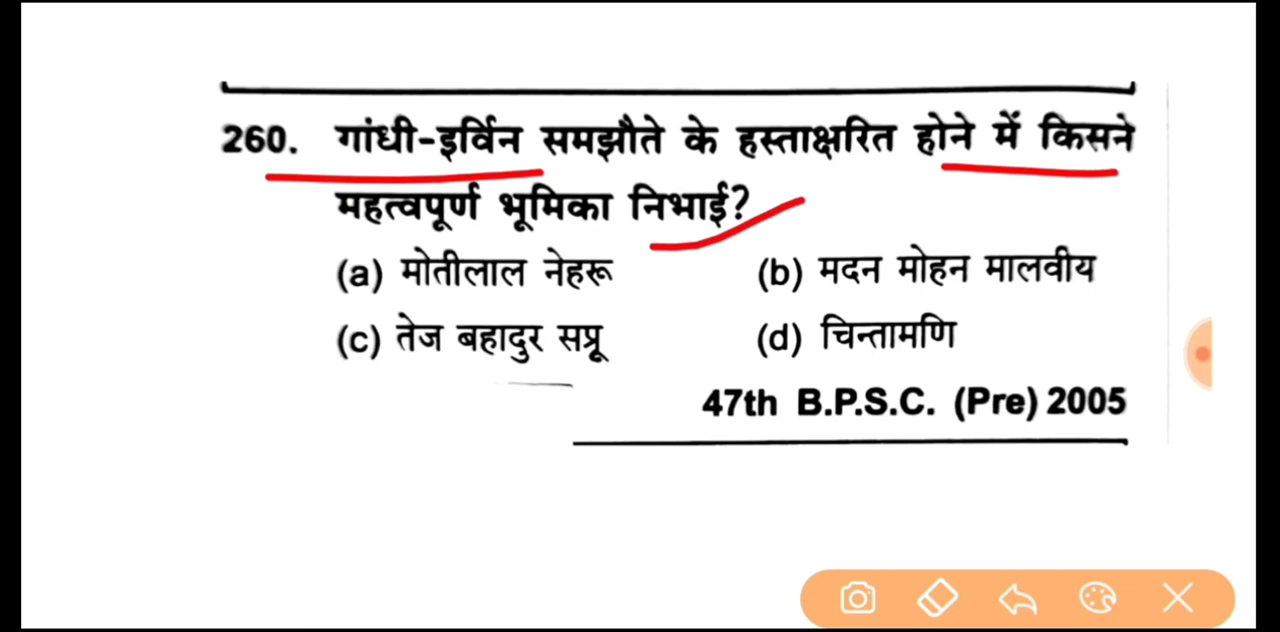 260. गांधी-इर्विन समझौते के हस्ताक्षरित होने में किसने
महत्वपूर्ण भूमिका निभाई?
(a) मोतीलाल नेहरू (b) मदन मोहन मालवीय
(c) तेज बहादुर सप्रू (d) चिन्तामणि
47th B.P.S.C. (Pre) 2005